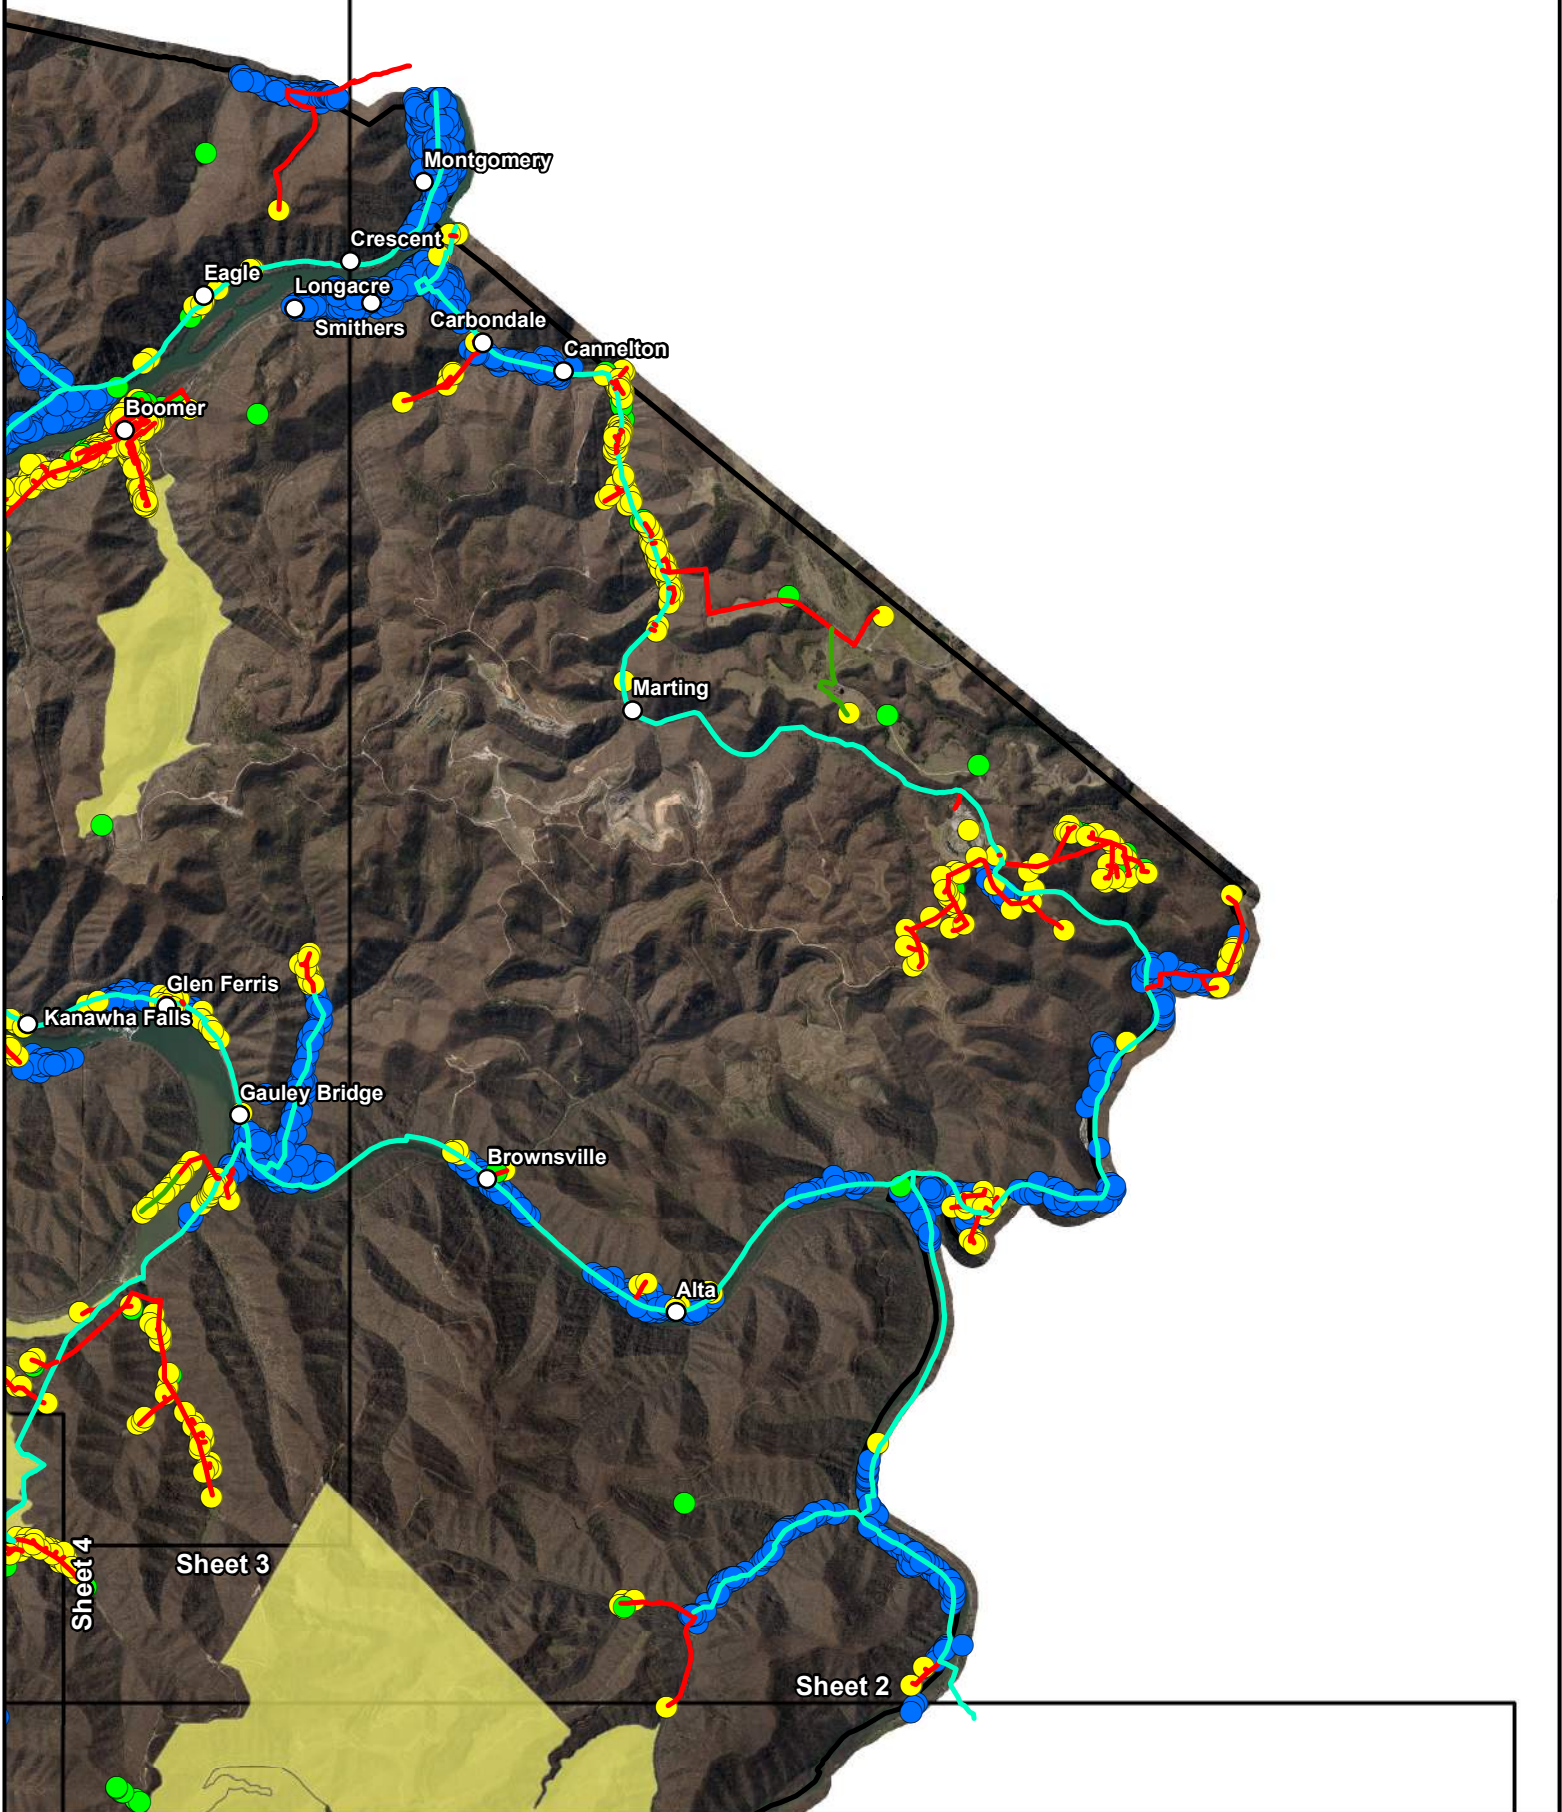 Montgomery
Crescent
Eagle
Longacre
Smithers
Carbondale
Cannelton
Boomer
Marting
Glen Ferris
Kanawha Falls
Gauley Bridge
Brownsville
Alta
Sheet 4
Sheet 3
Sheet 2